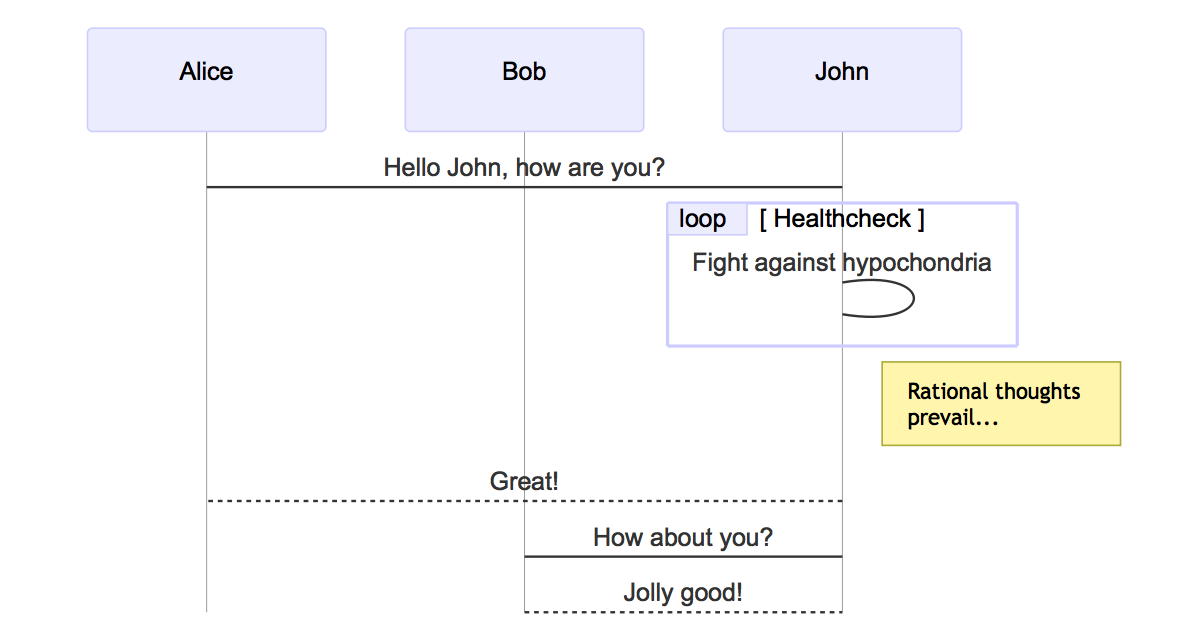 Alice
Bob
John
Hello John, how are you?
loop
[ Healthcheck ]
Fight against hypochondria
Rational thoughts
prevail...
Great!
How about you?
Jolly good!